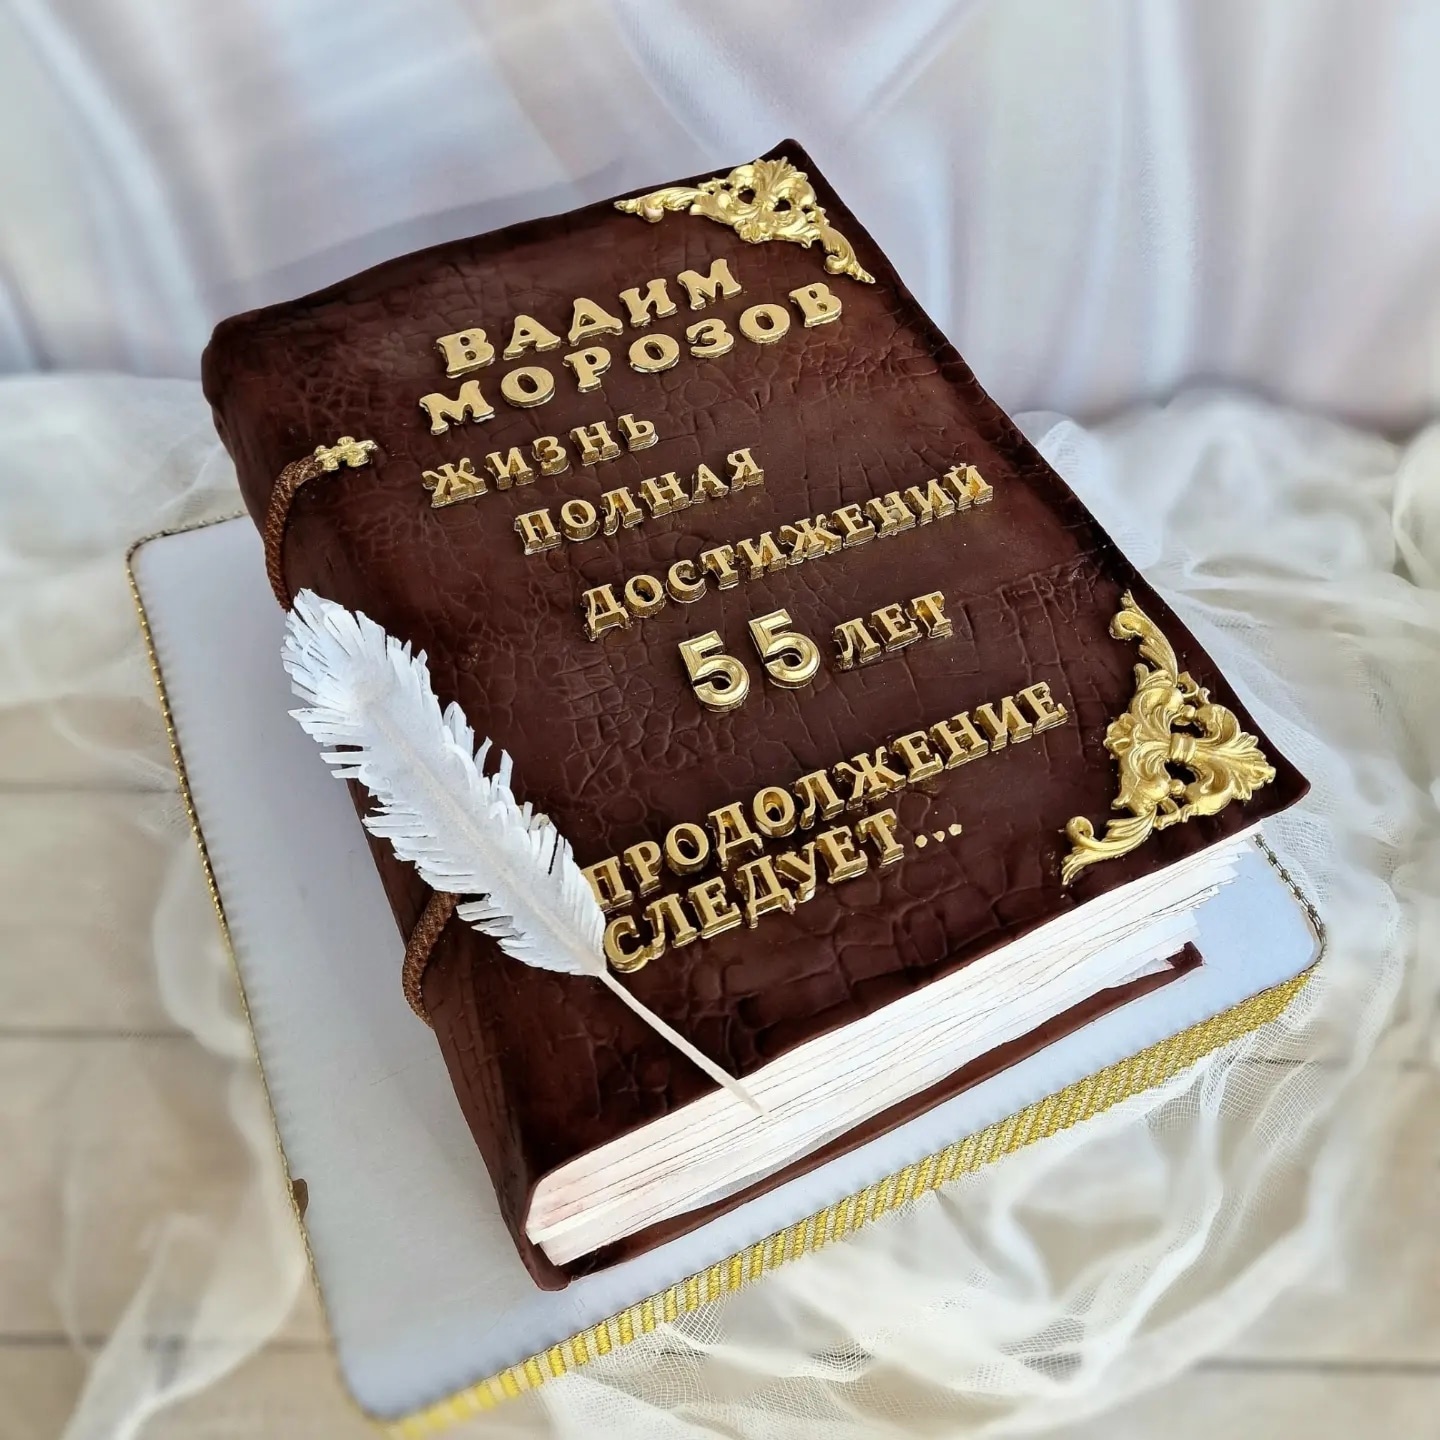 ВАДИМ
МОРОЗОВ
ЖИЗНЬ
ПОЛНАЯ
ДОСТИЖЕНИЙ
55 ЛЕТ
ПРОДОЛЖЕНИЕ
СЛЕДУЕТ...